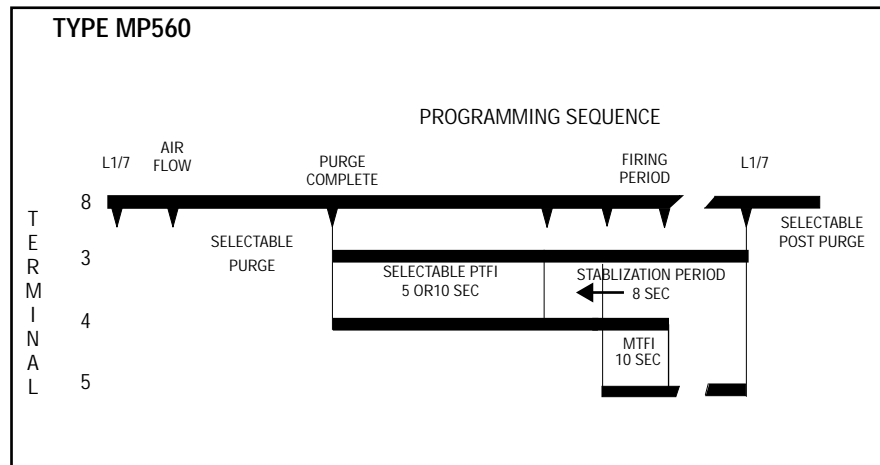 TYPE MP560
PROGRAMMING SEQUENCE
L1/7
AIR
FLOW
PURGE
COMPLETE
FIRING
PERIOD
L1/7
8
SELECTABLE
POST PURGE
TERMINAL
SELECTABLE
PURGE
3
SELECTABLE PTFI
5 OR10 SEC
STABLIZATION PERIOD
8 SEC
4
MTFI
10 SEC
5